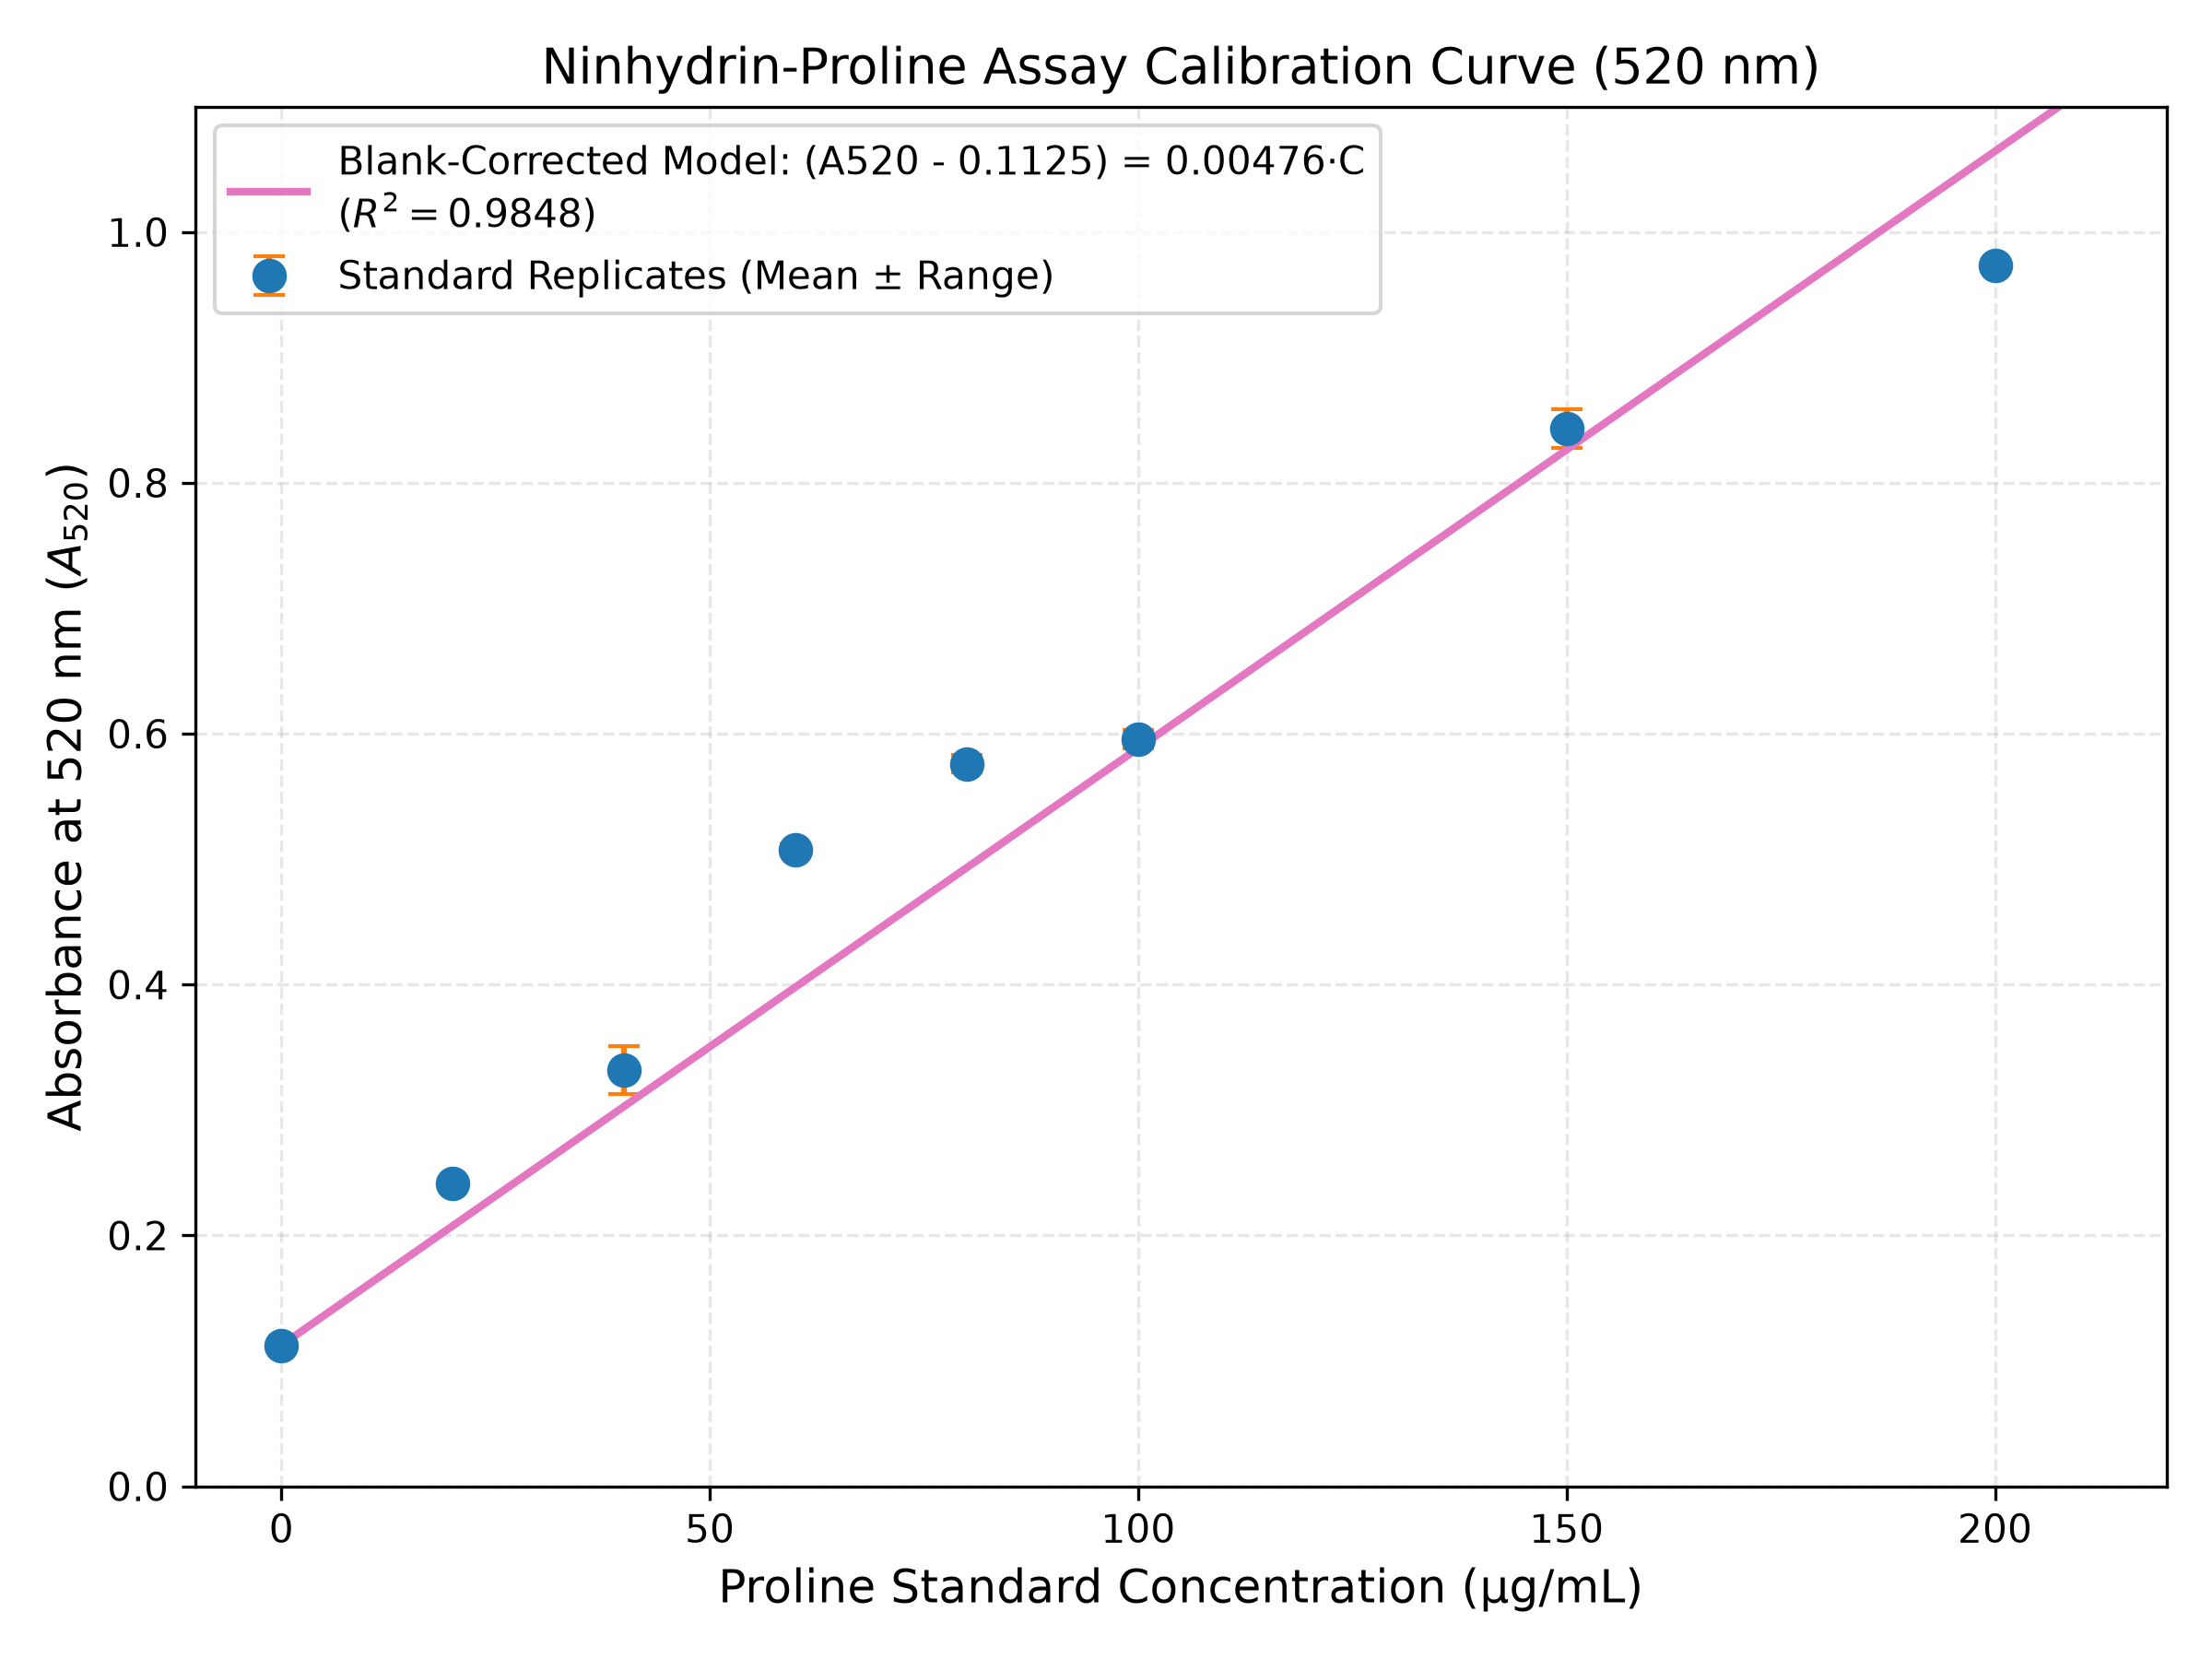 Ninhydrin-Proline Assay Calibration Curve (520 nm)
Blank-Corrected Model: (A520 - 0.1125) = 0.00476·C
(R² = 0.9848)
Standard Replicates (Mean ± Range)
Absorbance at 520 nm (A₅₂₀)
1.0
0.8
0.6
0.4
0.2
0.0
0 50 100 150 200
Proline Standard Concentration (µg/mL)